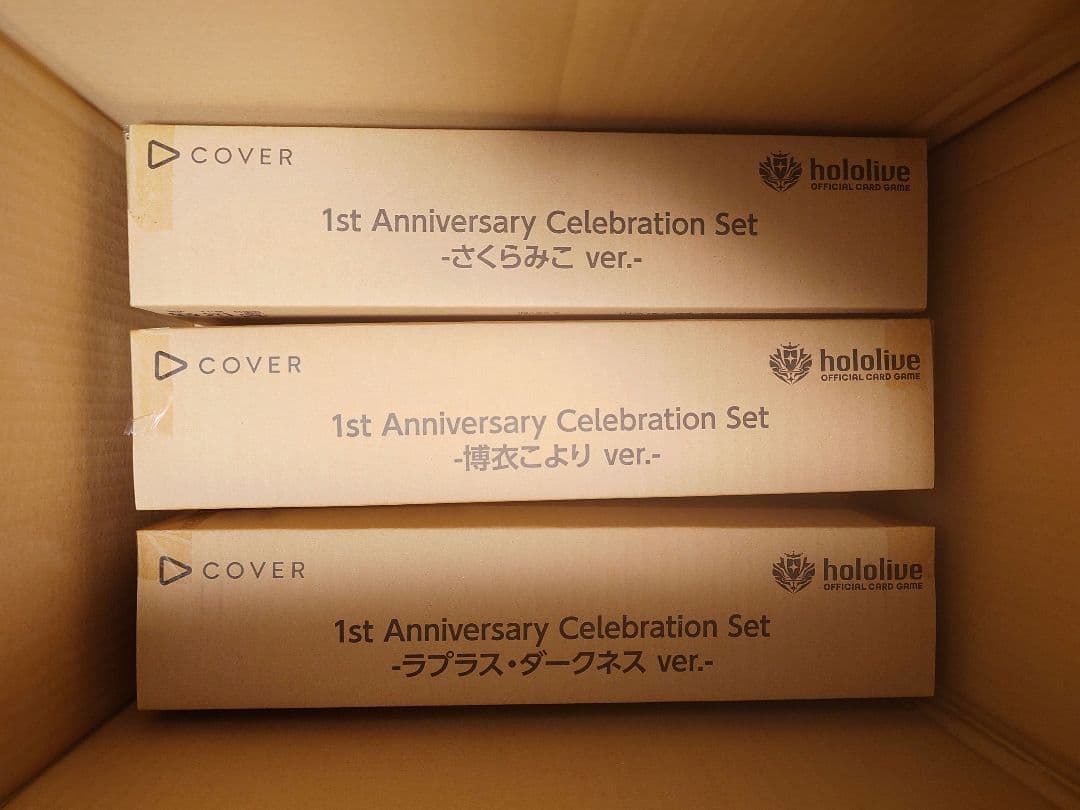 COVER
hololive
OFFICIAL CARD GAME
1st Anniversary Celebration Set
-さくらみこ ver.-
COVER
hololive
OFFICIAL CARD GAME
1st Anniversary Celebration Set
-博衣こより ver.-
COVER
hololive
OFFICIAL CARD GAME
1st Anniversary Celebration Set
-ラプラス・ダークネス ver.-